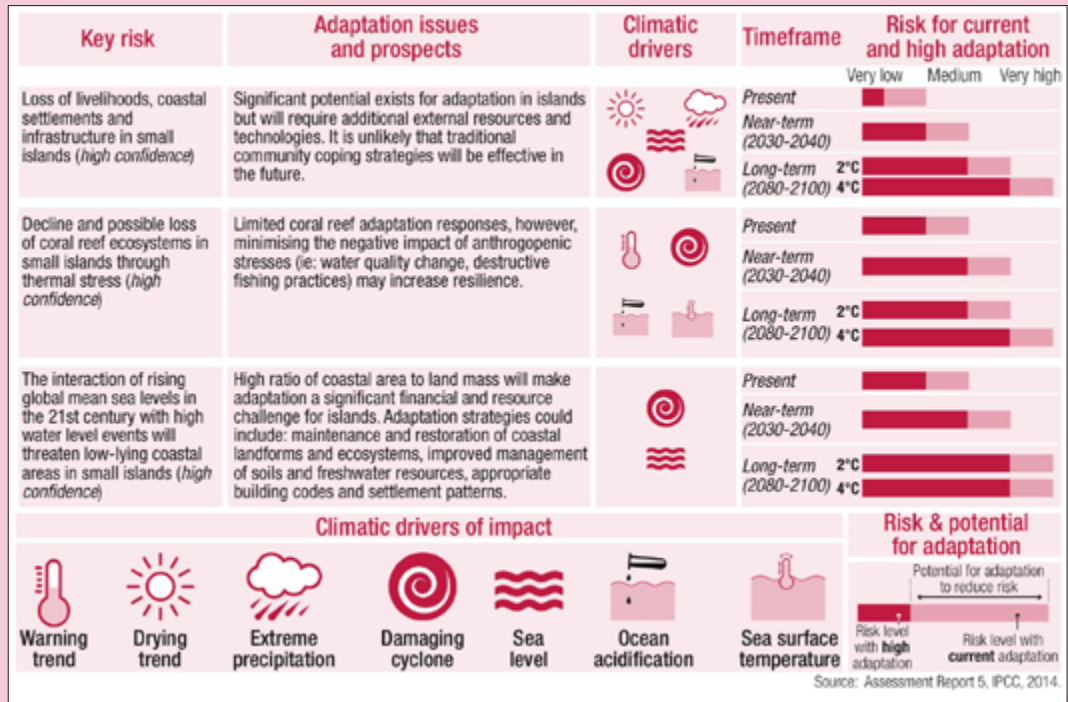 Key risk
Adaptation issues
and prospects
Climatic
drivers
Timeframe
Risk for current
and high adaptation
Very low Medium Very high
Loss of livelihoods, coastal
settlements and
infrastructure in small
islands (high confidence)
Significant potential exists for adaptation in islands
but will require additional external resources and
technologies. It is unlikely that traditional
community coping strategies will be effective in
the future.
Present
Near-term
(2030-2040)
Long-term 2°C
(2080-2100) 4°C
Decline and possible loss
of coral reef ecosystems in
small islands through
thermal stress (high
confidence)
Limited coral reef adaptation responses, however,
minimising the negative impact of anthropogenic
stresses (ie: water quality change, destructive
fishing practices) may increase resilience.
Present
Near-term
(2030-2040)
Long-term 2°C
(2080-2100) 4°C
The interaction of rising
global mean sea levels in
the 21st century with high
water level events will
threaten low-lying coastal
areas in small islands (high
confidence)
High ratio of coastal area to land mass will make
adaptation a significant financial and resource
challenge for islands. Adaptation strategies could
include: maintenance and restoration of coastal
landforms and ecosystems, improved management
of soils and freshwater resources, appropriate
building codes and settlement patterns.
Present
Near-term
(2030-2040)
Long-term 2°C
(2080-2100) 4°C
Climatic drivers of impact
Warning
trend
Drying
trend
Extreme
precipitation
Damaging
cyclone
Sea
level
Ocean
acidification
Sea surface
temperature
Risk & potential
for adaptation
Potential for adaptation
to reduce risk
Risk level
with high
adaptation
Risk level with
current adaptation
Source: Assessment Report 5, IPCC, 2014.